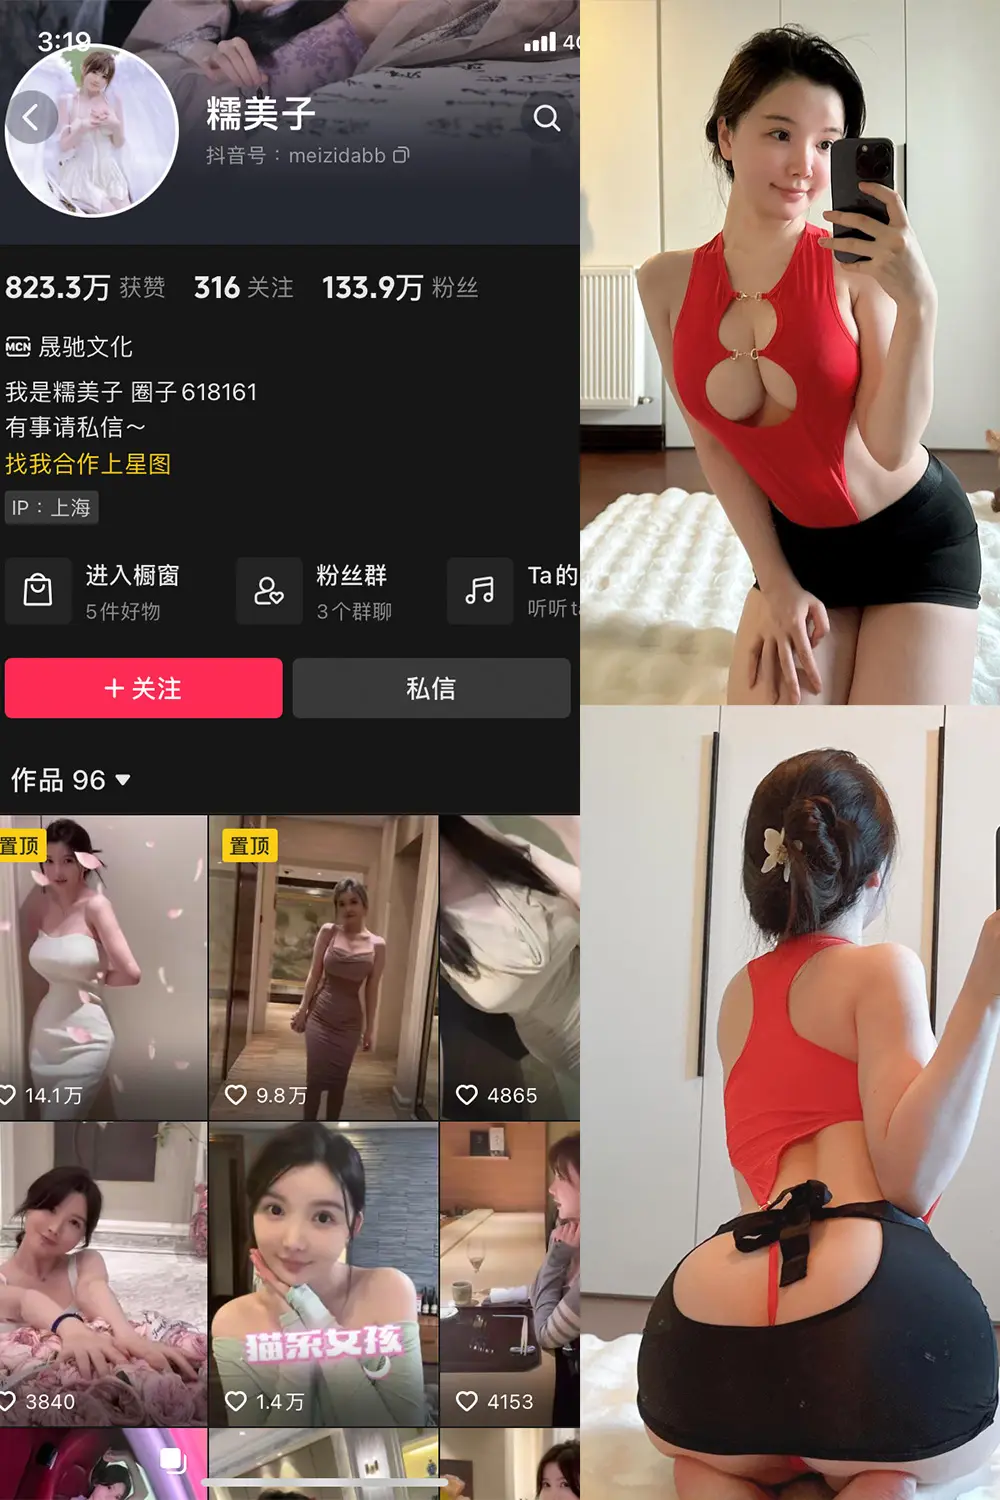 3:19
4G
糯美子
抖音号：meizidabb
823.3万 获赞 316 关注 133.9万 粉丝
MCN 晟驰文化
我是糯美子 圈子618161
有事请私信～
找我合作上星图
IP：上海
进入橱窗
5件好物
粉丝群
3个群聊
Ta的
听听ta
+ 关注
私信
作品 96
置顶
置顶
14.1万
9.8万
4865
猫系女孩
3840
1.4万
4153